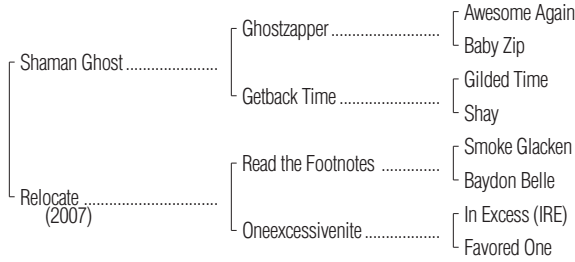 Awesome Again
Ghostzapper
Baby Zip
Shaman Ghost
Gilded Time
Getback Time
Shay
Smoke Glacken
Read the Footnotes
Baydon Belle
Relocate
(2007)
In Excess (IRE)
Oneexcessivenite
Favored One